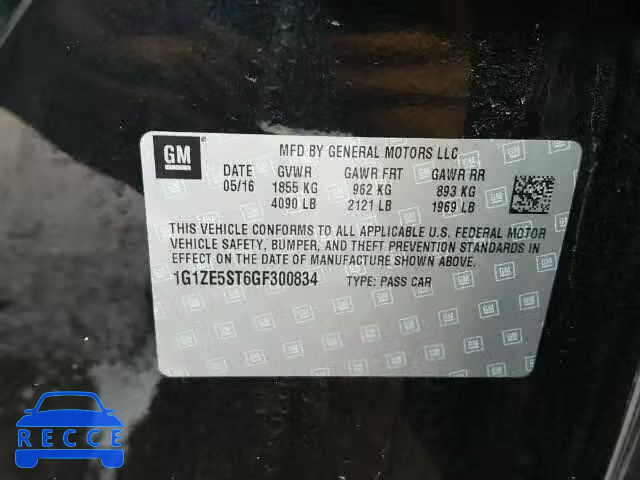 GM
MFD BY GENERAL MOTORS LLC
DATE GVWR GAWR FRT GAWR RR
05/16 1855 KG 962 KG 893 KG
4090 LB 2121 LB 1969 LB
THIS VEHICLE CONFORMS TO ALL APPLICABLE U.S. FEDERAL MOTOR
VEHICLE SAFETY, BUMPER, AND THEFT PREVENTION STANDARDS IN
EFFECT ON THE DATE OF MANUFACTURE SHOWN ABOVE.
1G1ZE5ST6GF300834 TYPE: PASS CAR
RECCE